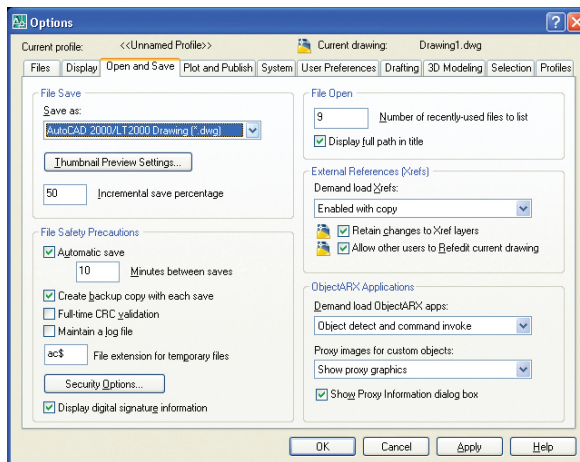 Options
Current profile: <<Unnamed Profile>> Current drawing: Drawing1.dwg
Files Display Open and Save Plot and Publish System User Preferences Drafting 3D Modeling Selection Profiles
File Save
Save as:
AutoCAD 2000/LT2000 Drawing (*.dwg)
Thumbnail Preview Settings...
50 Incremental save percentage
File Safety Precautions
Automatic save
10 Minutes between saves
Create backup copy with each save
Full-time CRC validation
Maintain a log file
ac$ File extension for temporary files
Security Options...
Display digital signature information
File Open
9 Number of recently-used files to list
Display full path in title
External References (Xrefs)
Demand load Xrefs:
Enabled with copy
Retain changes to Xref layers
Allow other users to Refedit current drawing
ObjectARX Applications
Demand load ObjectARX apps:
Object detect and command invoke
Proxy images for custom objects:
Show proxy graphics
Show Proxy Information dialog box
OK Cancel Apply Help